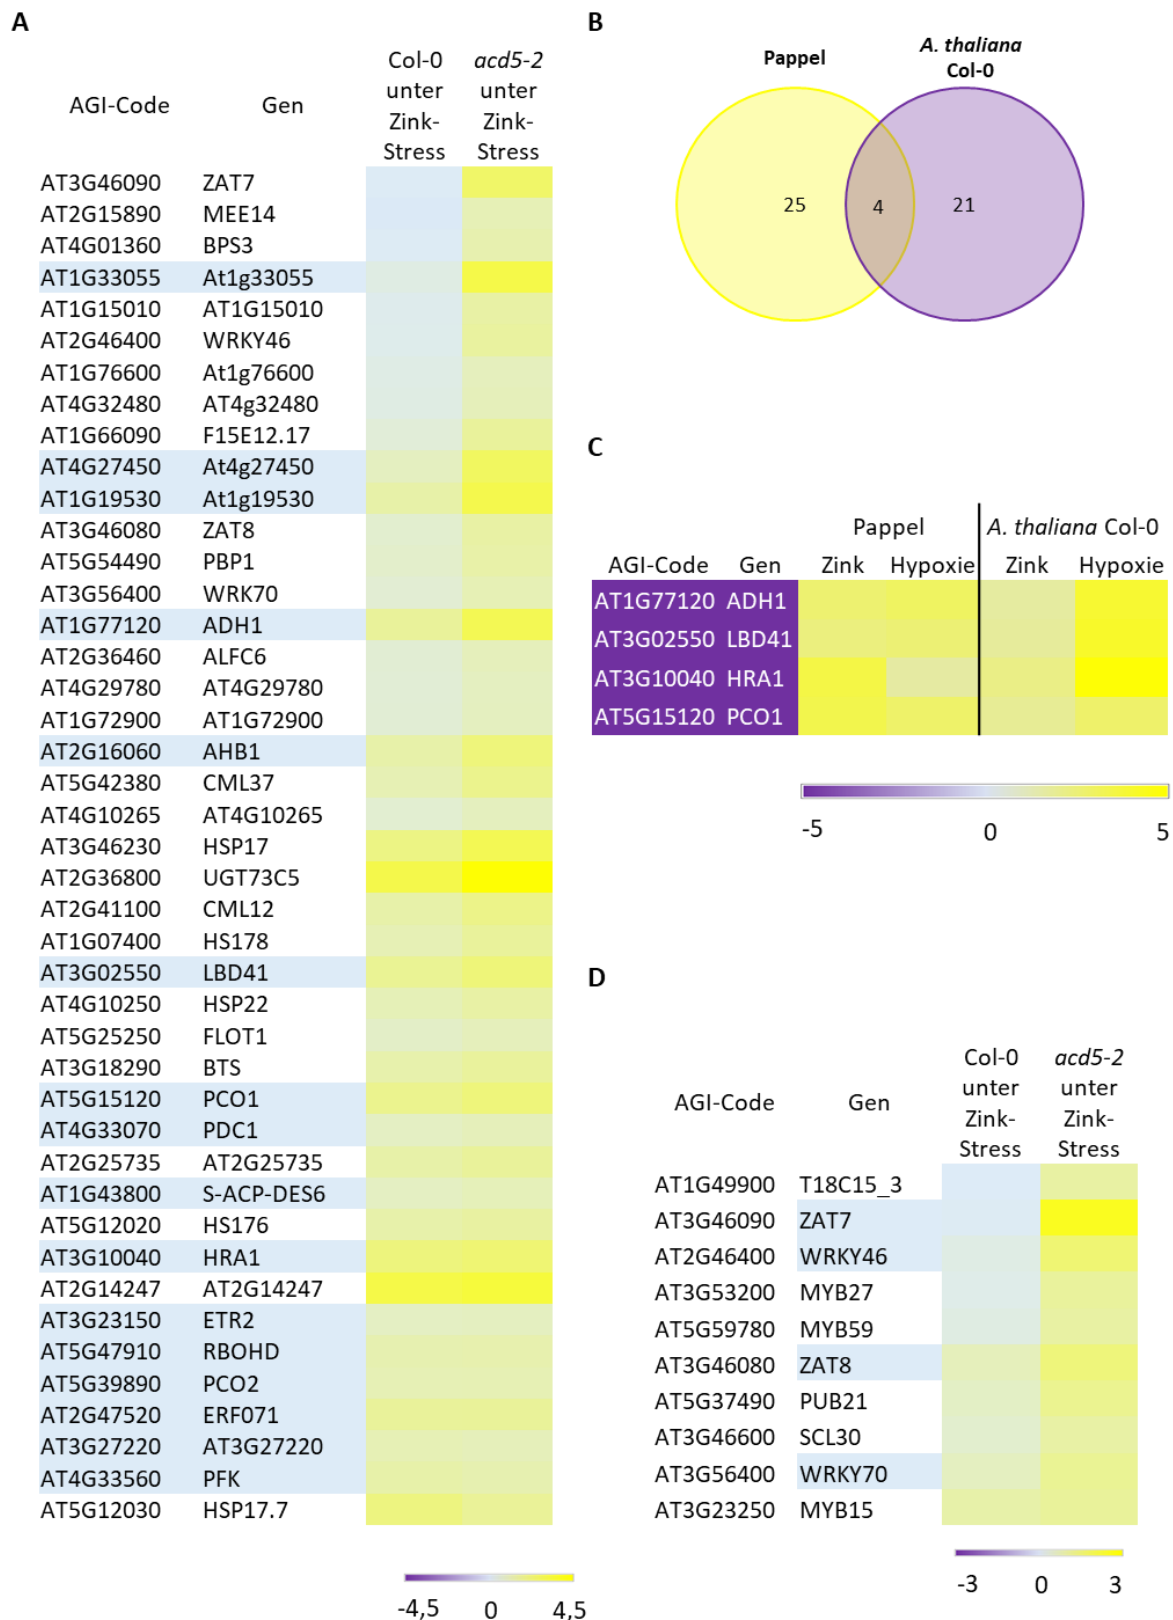 A
AGI-Code Gen Col-0 unter Zink-Stress acd5-2 unter Zink-Stress
AT3G46090 ZAT7
AT2G15890 MEE14
AT4G01360 BPS3
AT1G33055 At1g33055
AT1G15010 AT1G15010
AT2G46400 WRKY46
AT1G76600 At1g76600
AT4G32480 AT4g32480
AT1G66090 F15E12.17
AT4G27450 At4g27450
AT1G19530 At1g19530
AT3G46080 ZAT8
AT5G54490 PBP1
AT3G56400 WRK70
AT1G77120 ADH1
AT2G36460 ALFC6
AT4G29780 AT4G29780
AT1G72900 AT1G72900
AT2G16060 AHB1
AT5G42380 CML37
AT4G10265 AT4G10265
AT3G46230 HSP17
AT2G36800 UGT73C5
AT2G41100 CML12
AT1G07400 HS178
AT3G02550 LBD41
AT4G10250 HSP22
AT5G25250 FLOT1
AT3G18290 BTS
AT5G15120 PCO1
AT4G33070 PDC1
AT2G25735 AT2G25735
AT1G43800 S-ACP-DES6
AT5G12020 HS176
AT3G10040 HRA1
AT2G14247 AT2G14247
AT3G23150 ETR2
AT5G47910 RBOHD
AT5G39890 PCO2
AT2G47520 ERF071
AT3G27220 AT3G27220
AT4G33560 PFK
AT5G12030 HSP17.7
-4,5 0 4,5
B
Pappel
A. thaliana
Col-0
25 4 21
C
Pappel A. thaliana Col-0
AGI-Code Gen Zink Hypoxie Zink Hypoxie
AT1G77120 ADH1
AT3G02550 LBD41
AT3G10040 HRA1
AT5G15120 PCO1
-5 0 5
D
AGI-Code Gen Col-0 unter Zink-Stress acd5-2 unter Zink-Stress
AT1G49900 T18C15_3
AT3G46090 ZAT7
AT2G46400 WRKY46
AT3G53200 MYB27
AT5G59780 MYB59
AT3G46080 ZAT8
AT5G37490 PUB21
AT3G46600 SCL30
AT3G56400 WRKY70
AT3G23250 MYB15
-3 0 3